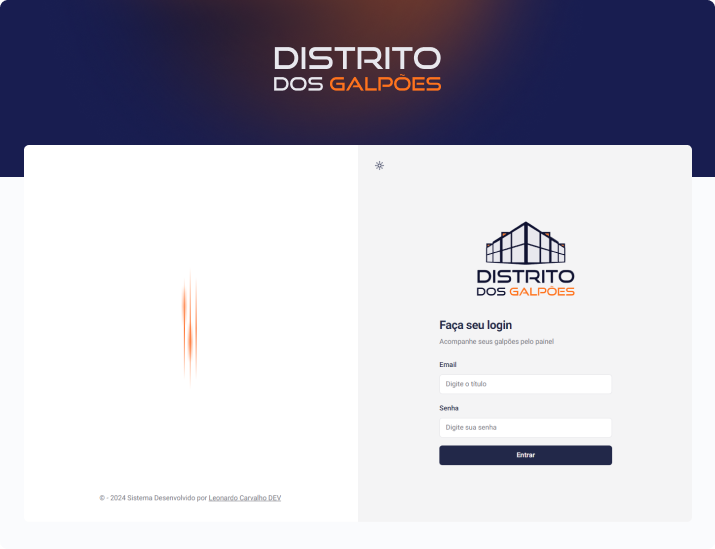 DISTRITO
DOS GALPÕES
DISTRITO
DOS GALPÕES
Faça seu login
Acompanhe seus galpões pelo painel
Email
Digite o título
Senha
Digite sua senha
Entrar
© - 2024 Sistema Desenvolvido por Leonardo Carvalho DEV